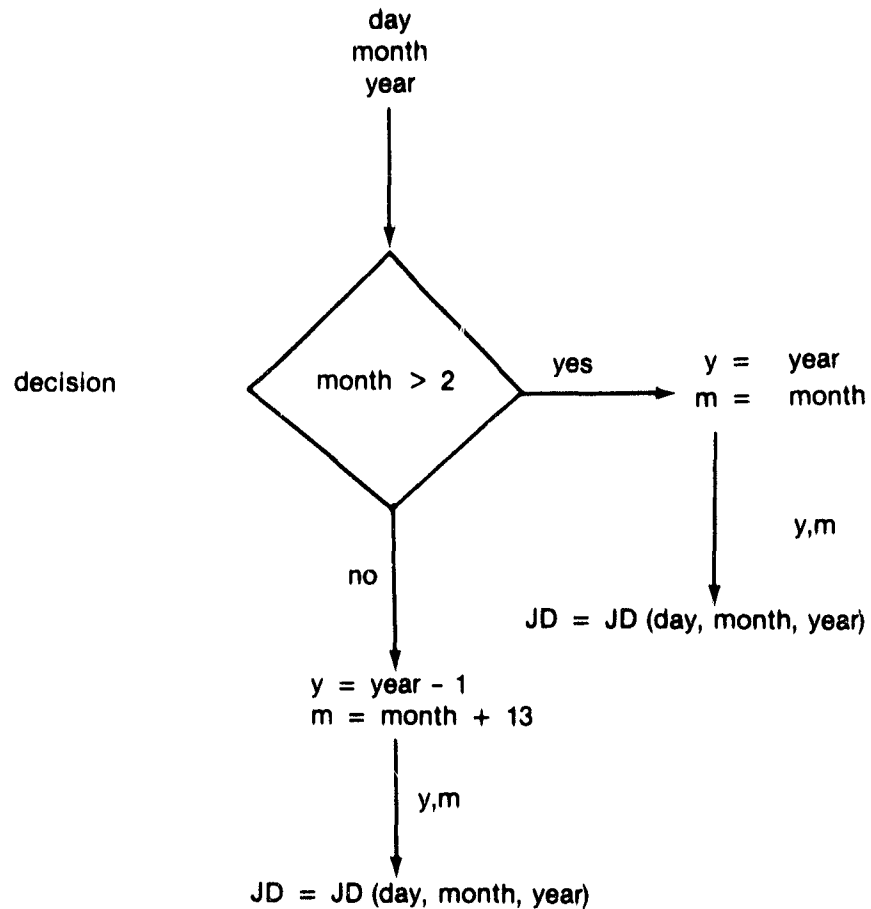 day
month
year
decision
month > 2
yes
y = year
m = month
y,m
JD = JD (day, month, year)
no
y = year - 1
m = month + 13
y,m
JD = JD (day, month, year)